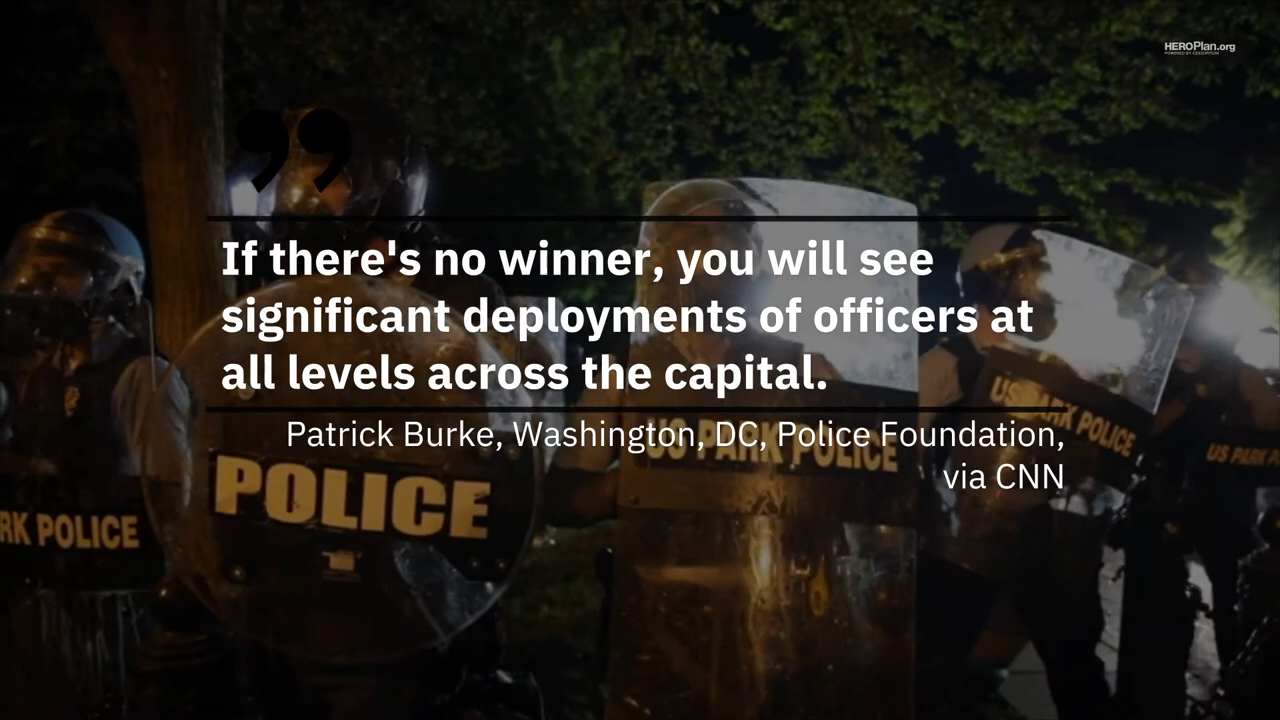 HEROPlan.org
”
If there's no winner, you will see
significant deployments of officers at
all levels across the capital.
Patrick Burke, Washington, DC, Police Foundation,
via CNN
US PARK POLICE
US PARK POLICE
US PARK P
POLICE
RK POLICE